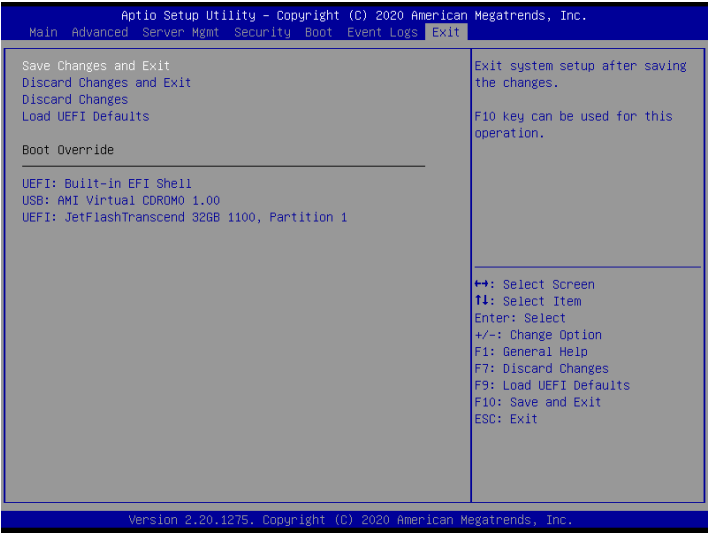 Aptio Setup Utility – Copyright (C) 2020 American Megatrends, Inc.
Main Advanced Server Mgmt Security Boot Event Logs Exit
Save Changes and Exit
Discard Changes and Exit
Discard Changes
Load UEFI Defaults
Boot Override
UEFI: Built-in EFI Shell
USB: AMI Virtual CDROM0 1.00
UEFI: JetFlashTranscend 32GB 1100, Partition 1
Exit system setup after saving
the changes.
F10 key can be used for this
operation.
↔: Select Screen
↑↓: Select Item
Enter: Select
+/-: Change Option
F1: General Help
F7: Discard Changes
F9: Load UEFI Defaults
F10: Save and Exit
ESC: Exit
Version 2.20.1275. Copyright (C) 2020 American Megatrends, Inc.